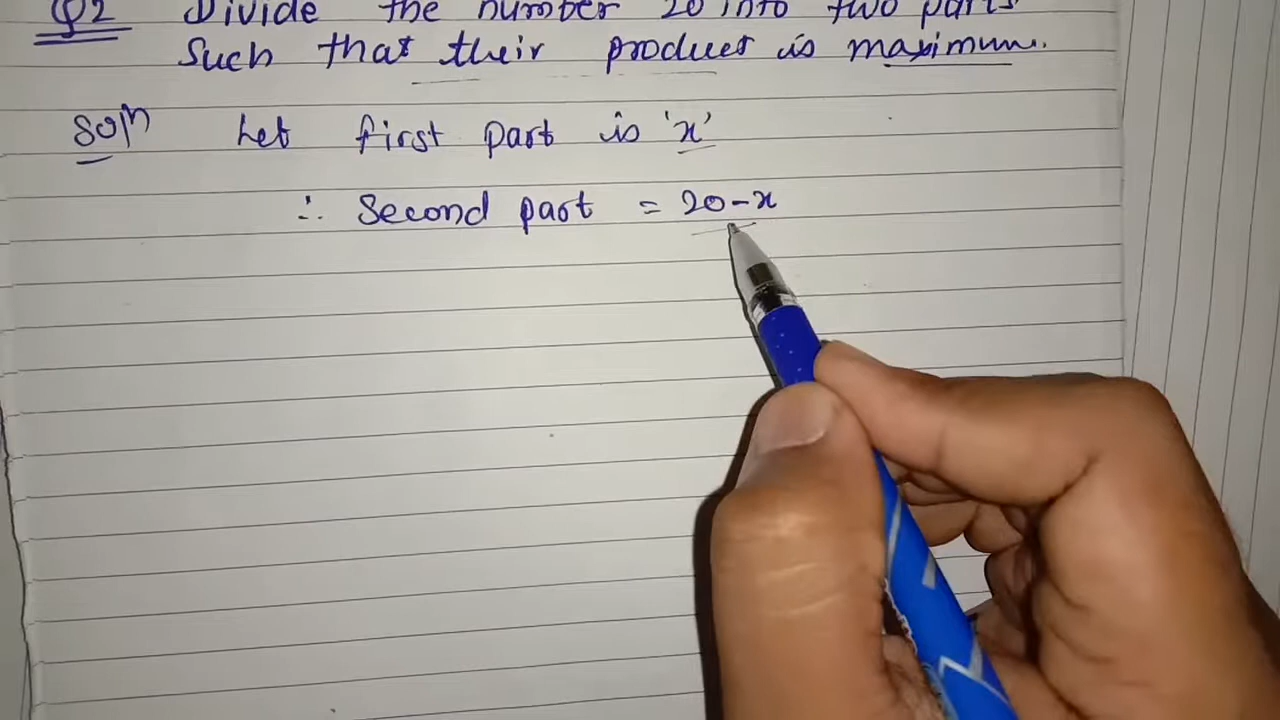 Q2 Divide the number 20 into two parts
Such that their product is maximum.
Soln Let first part is 'x'
∴ Second part = 20-x